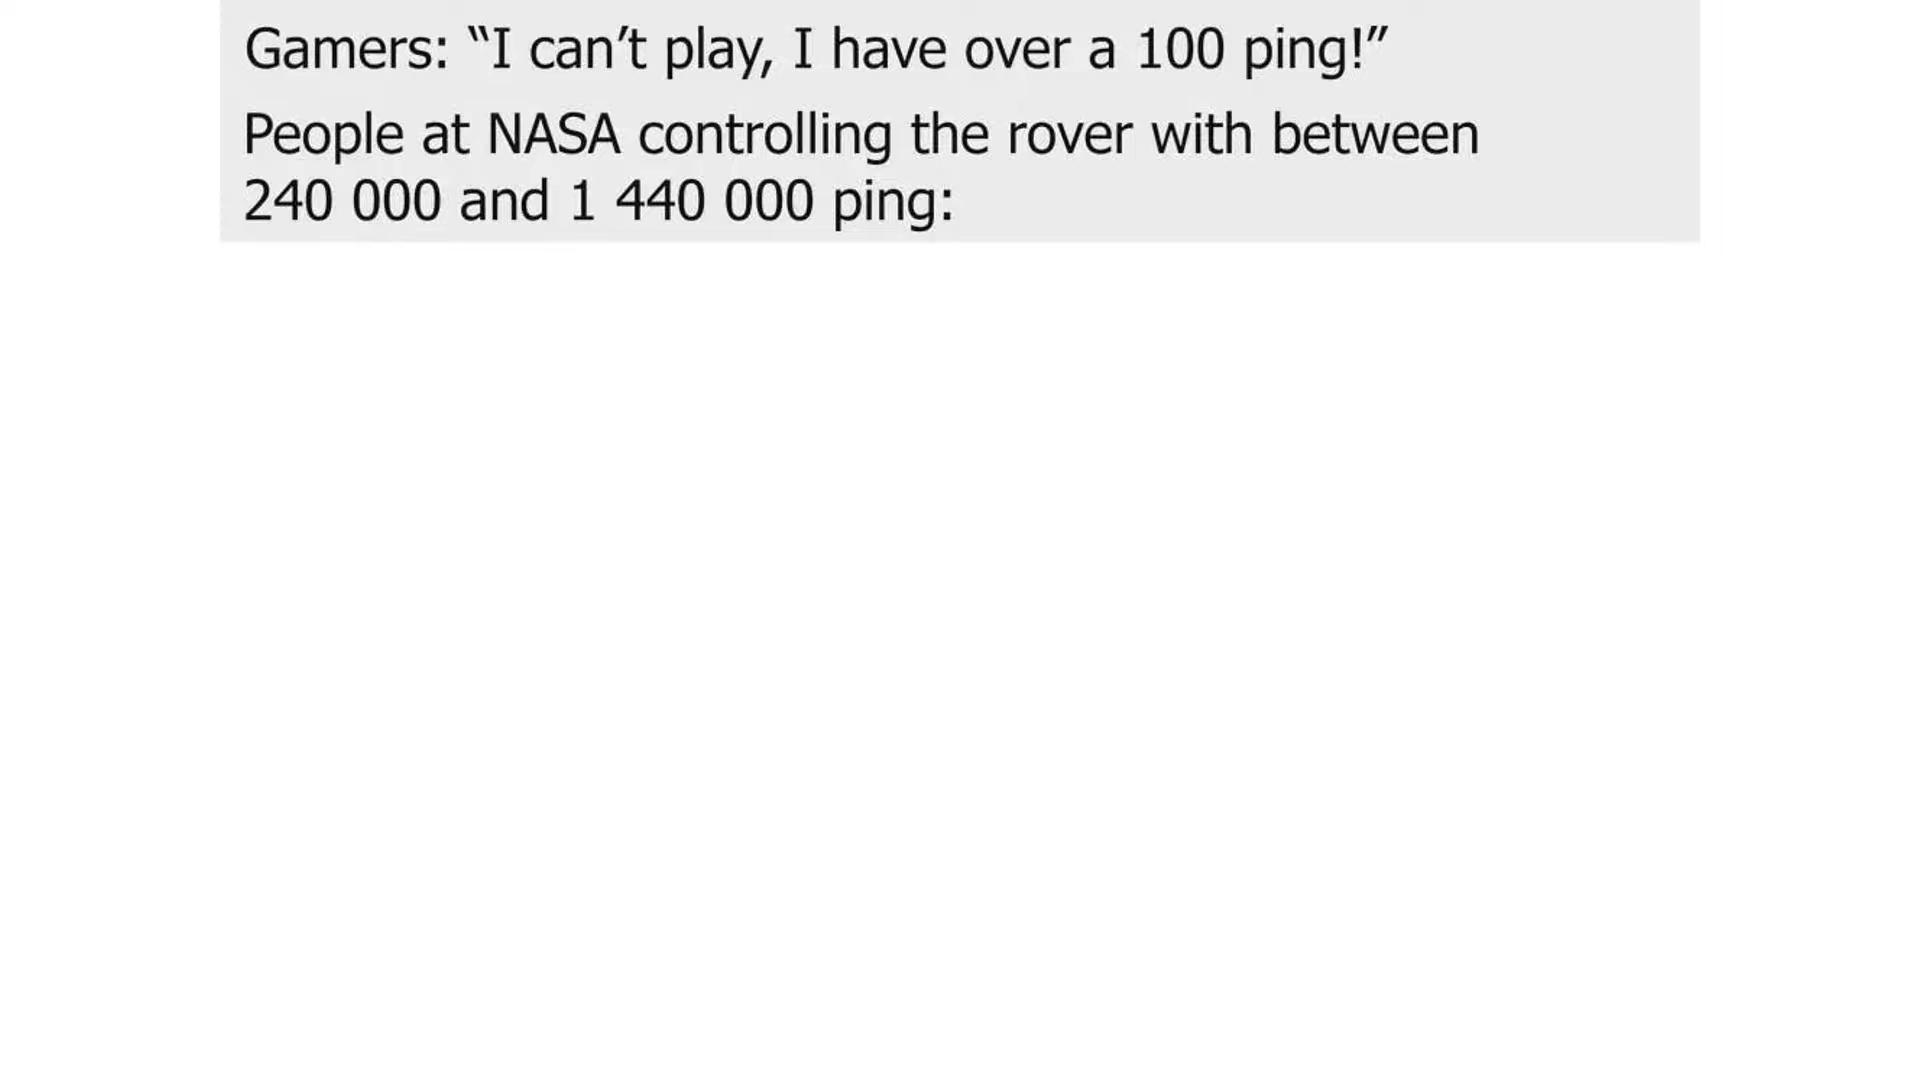 Gamers: “I can’t play, I have over a 100 ping!”
People at NASA controlling the rover with between
240 000 and 1 440 000 ping: